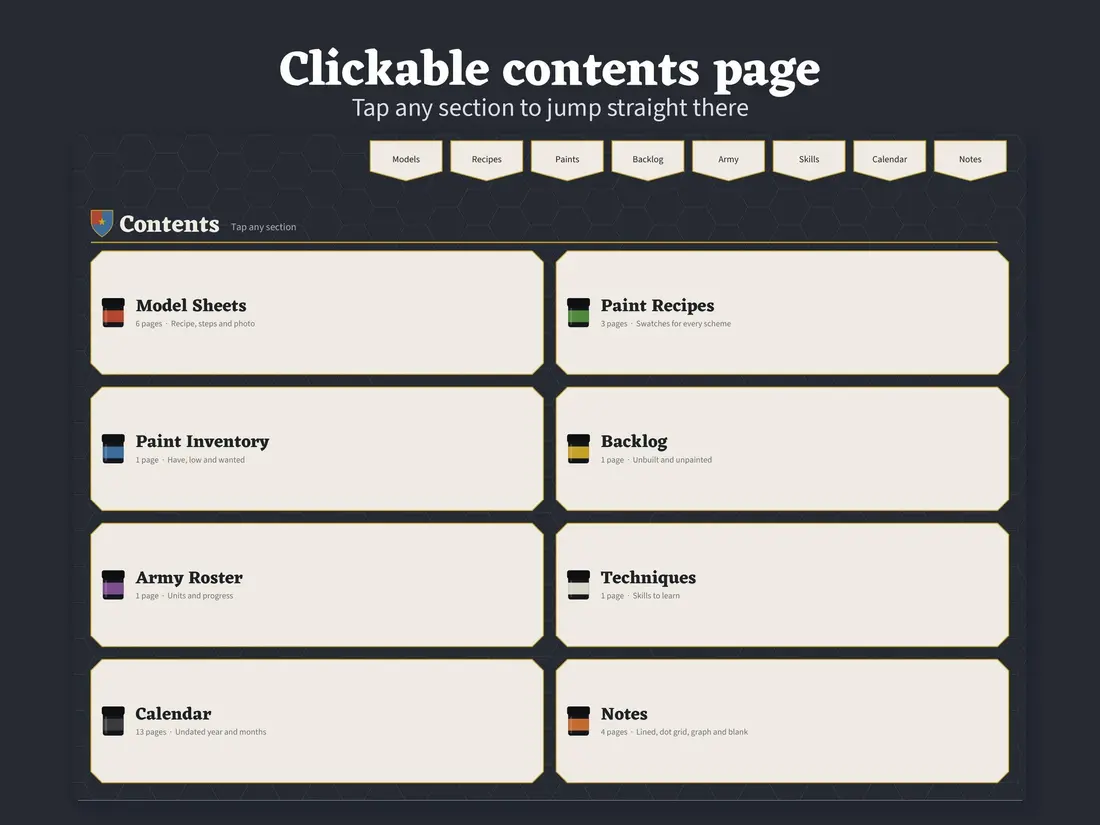 Clickable contents page
Tap any section to jump straight there
Models Recipes Paints Backlog Army Skills Calendar Notes
Contents Tap any section
Model Sheets
6 pages · Recipe, steps and photo
Paint Recipes
3 pages · Swatches for every scheme
Paint Inventory
1 page · Have, low and wanted
Backlog
1 page · Unbuilt and unpainted
Army Roster
1 page · Units and progress
Techniques
1 page · Skills to learn
Calendar
13 pages · Undated year and months
Notes
4 pages · Lined, dot grid, graph and blank